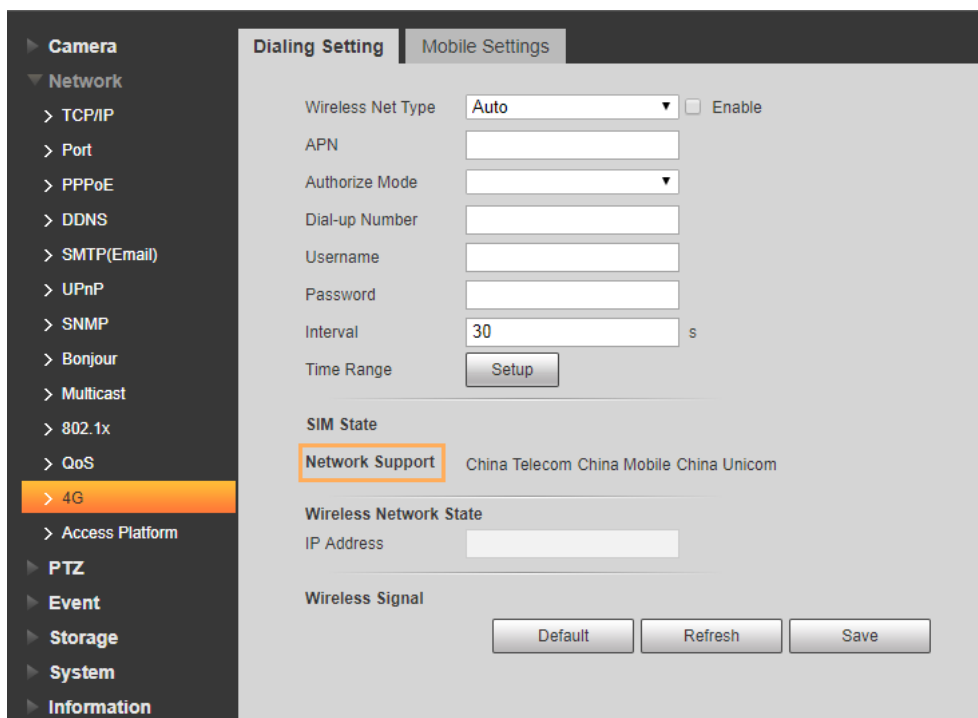 Camera
Network
TCP/IP
Port
PPPoE
DDNS
SMTP(Email)
UPnP
SNMP
Bonjour
Multicast
802.1x
QoS
4G
Access Platform
PTZ
Event
Storage
System
Information
Dialing Setting Mobile Settings
Wireless Net Type Auto Enable
APN
Authorize Mode
Dial-up Number
Username
Password
Interval 30 s
Time Range Setup
SIM State
Network Support China Telecom China Mobile China Unicom
Wireless Network State
IP Address
Wireless Signal
Default Refresh Save